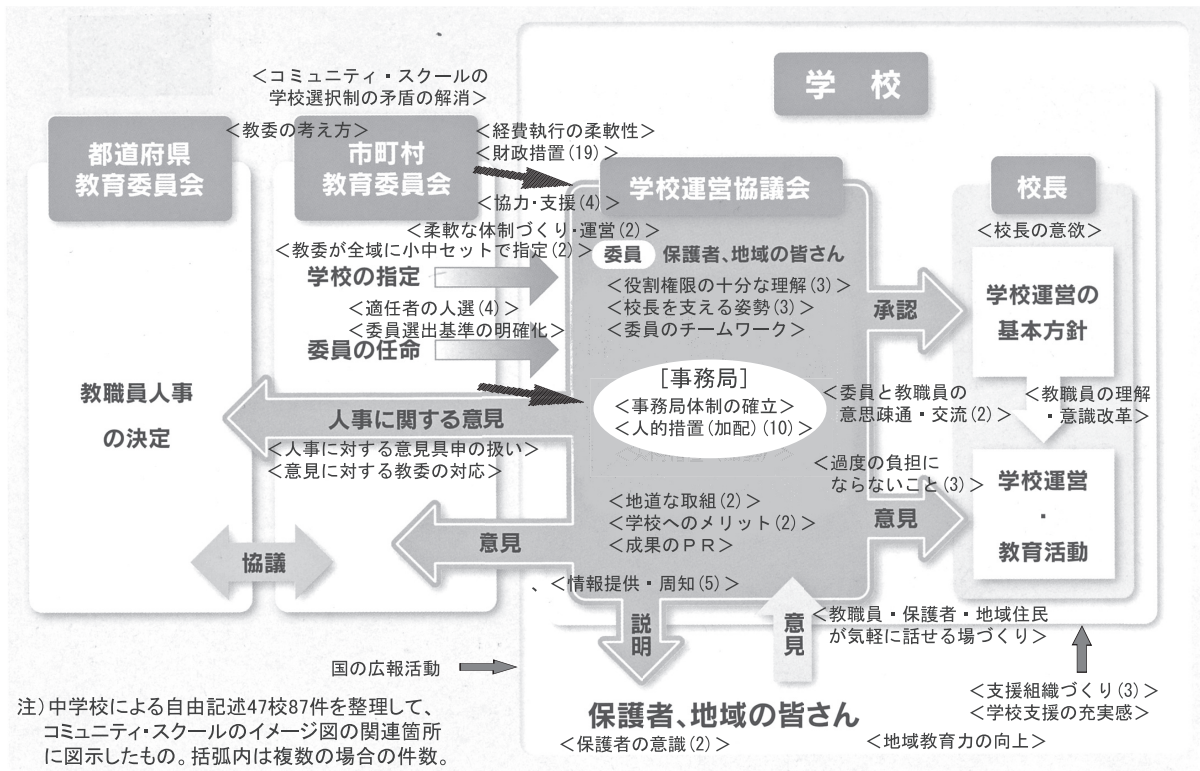 ＜コミュニティ・スクールの
学校選択制の矛盾の解消＞
学　校
都道府県
教育委員会
＜教委の考え方＞
市町村
教育委員会
＜経費執行の柔軟性＞
＜財政措置(19)＞
学校運営協議会
校長
＜協力・支援(4)＞
＜柔軟な体制づくり・運営(2)＞
＜教委が全域に小中セットで指定(2)＞
委員　保護者、地域の皆さん
＜校長の意欲＞
学校の指定
＜役割権限の十分な理解(3)＞
＜校長を支える姿勢(3)＞
＜委員のチームワーク＞
承認
学校運営の
基本方針
＜適任者の人選(4)＞
＜委員選出基準の明確化＞
委員の任命
[事務局]
＜事務局体制の確立＞
＜人的措置(加配)(10)＞
＜委員と教職員の
意思疎通・交流(2)＞
＜教職員の理解
・意識改革＞
教職員人事
の決定
人事に関する意見
＜人事に対する意見具申の扱い＞
＜意見に対する教委の対応＞
＜過度の負担に
ならないこと(3)＞
＜地道な取組(2)＞
＜学校へのメリット(2)＞
＜成果のＰＲ＞
意見
意見
学校運営
・
教育活動
協議
、＜情報提供・周知(5)＞
説明
意見
＜教職員・保護者・地域住民
が気軽に話せる場づくり＞
国の広報活動
＜支援組織づくり(3)＞
＜学校支援の充実感＞
保護者、地域の皆さん
＜保護者の意識(2)＞
＜地域教育力の向上＞
注)中学校による自由記述47校87件を整理して、
コミュニティ・スクールのイメージ図の関連箇所
に図示したもの。括弧内は複数の場合の件数。